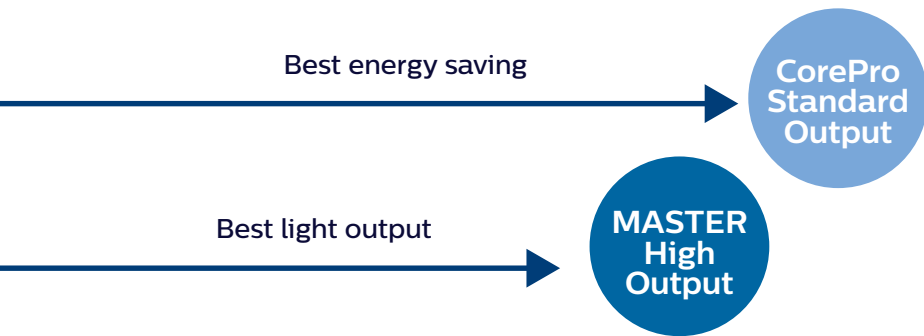 Best energy saving
CorePro
Standard
Output
Best light output
MASTER
High
Output